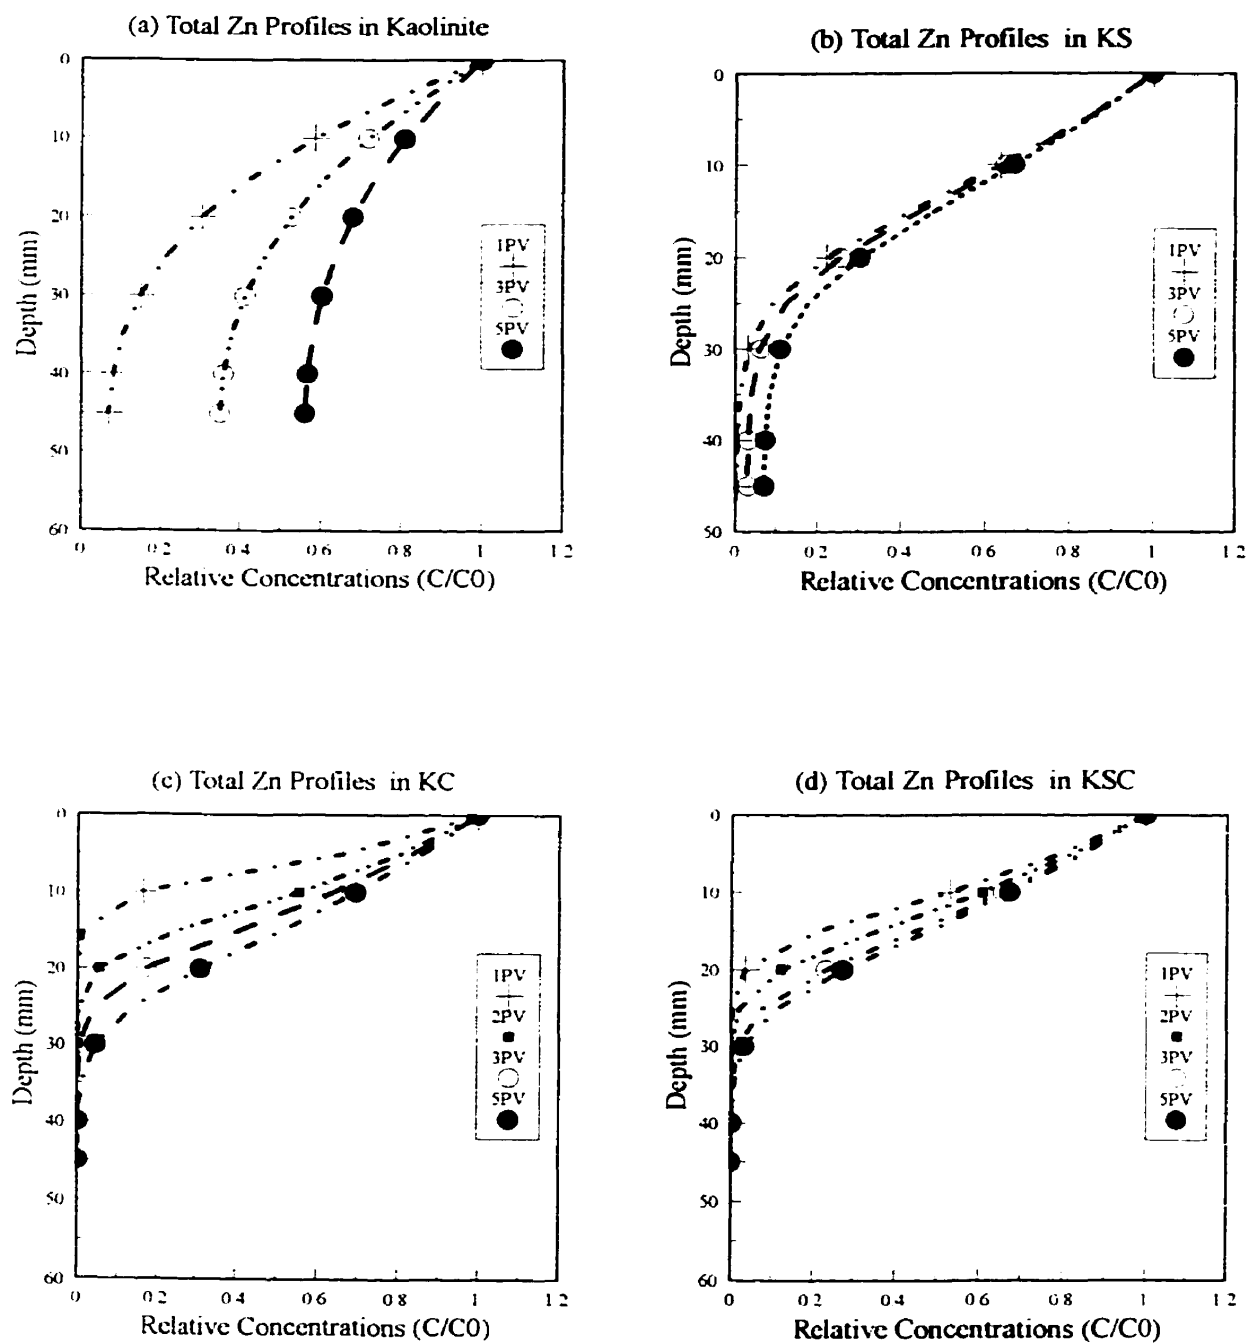 (a) Total Zn Profiles in Kaolinite
0
10
20
30
40
50
60
Depth (mm)
0
0.2
0.4
0.6
0.8
1
1.2
Relative Concentrations (C/C0)
1PV
3PV
5PV
(b) Total Zn Profiles in KS
0
10
20
30
40
50
Depth (mm)
0
0.2
0.4
0.6
0.8
1
1.2
Relative Concentrations (C/C0)
1PV
3PV
5PV
(c) Total Zn Profiles in KC
0
10
20
30
40
50
60
Depth (mm)
0
0.2
0.4
0.6
0.8
1
1.2
Relative Concentrations (C/C0)
1PV
2PV
3PV
5PV
(d) Total Zn Profiles in KSC
0
10
20
30
40
50
60
Depth (mm)
0
0.2
0.4
0.6
0.8
1
1.2
Relative Concentrations (C/C0)
1PV
2PV
3PV
5PV